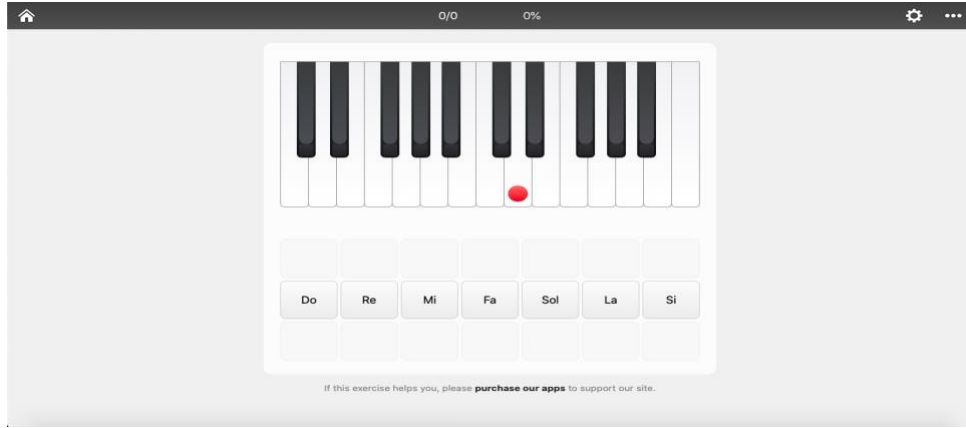 0/0 0%
Do Re Mi Fa Sol La Si
If this exercise helps you, please purchase our apps to support our site.